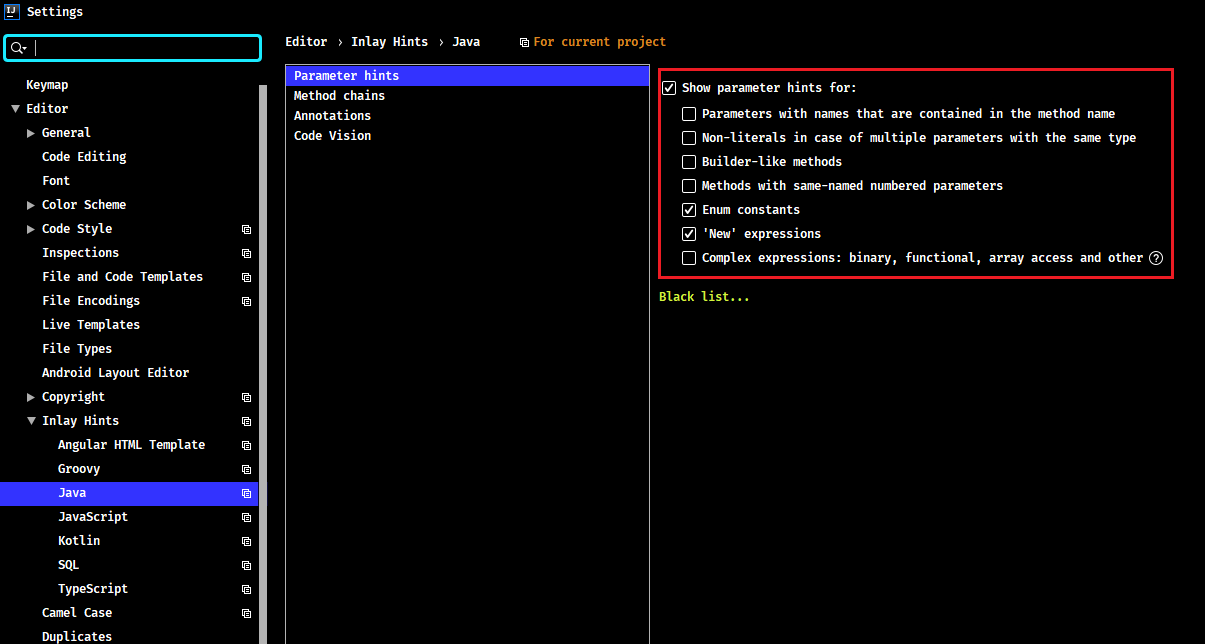 IJ Settings
Keymap
Editor
General
Code Editing
Font
Color Scheme
Code Style
Inspections
File and Code Templates
File Encodings
Live Templates
File Types
Android Layout Editor
Copyright
Inlay Hints
Angular HTML Template
Groovy
Java
JavaScript
Kotlin
SQL
TypeScript
Camel Case
Duplicates
Editor › Inlay Hints › Java For current project
Parameter hints
Method chains
Annotations
Code Vision
Show parameter hints for:
Parameters with names that are contained in the method name
Non-literals in case of multiple parameters with the same type
Builder-like methods
Methods with same-named numbered parameters
Enum constants
'New' expressions
Complex expressions: binary, functional, array access and other ?
Black list...